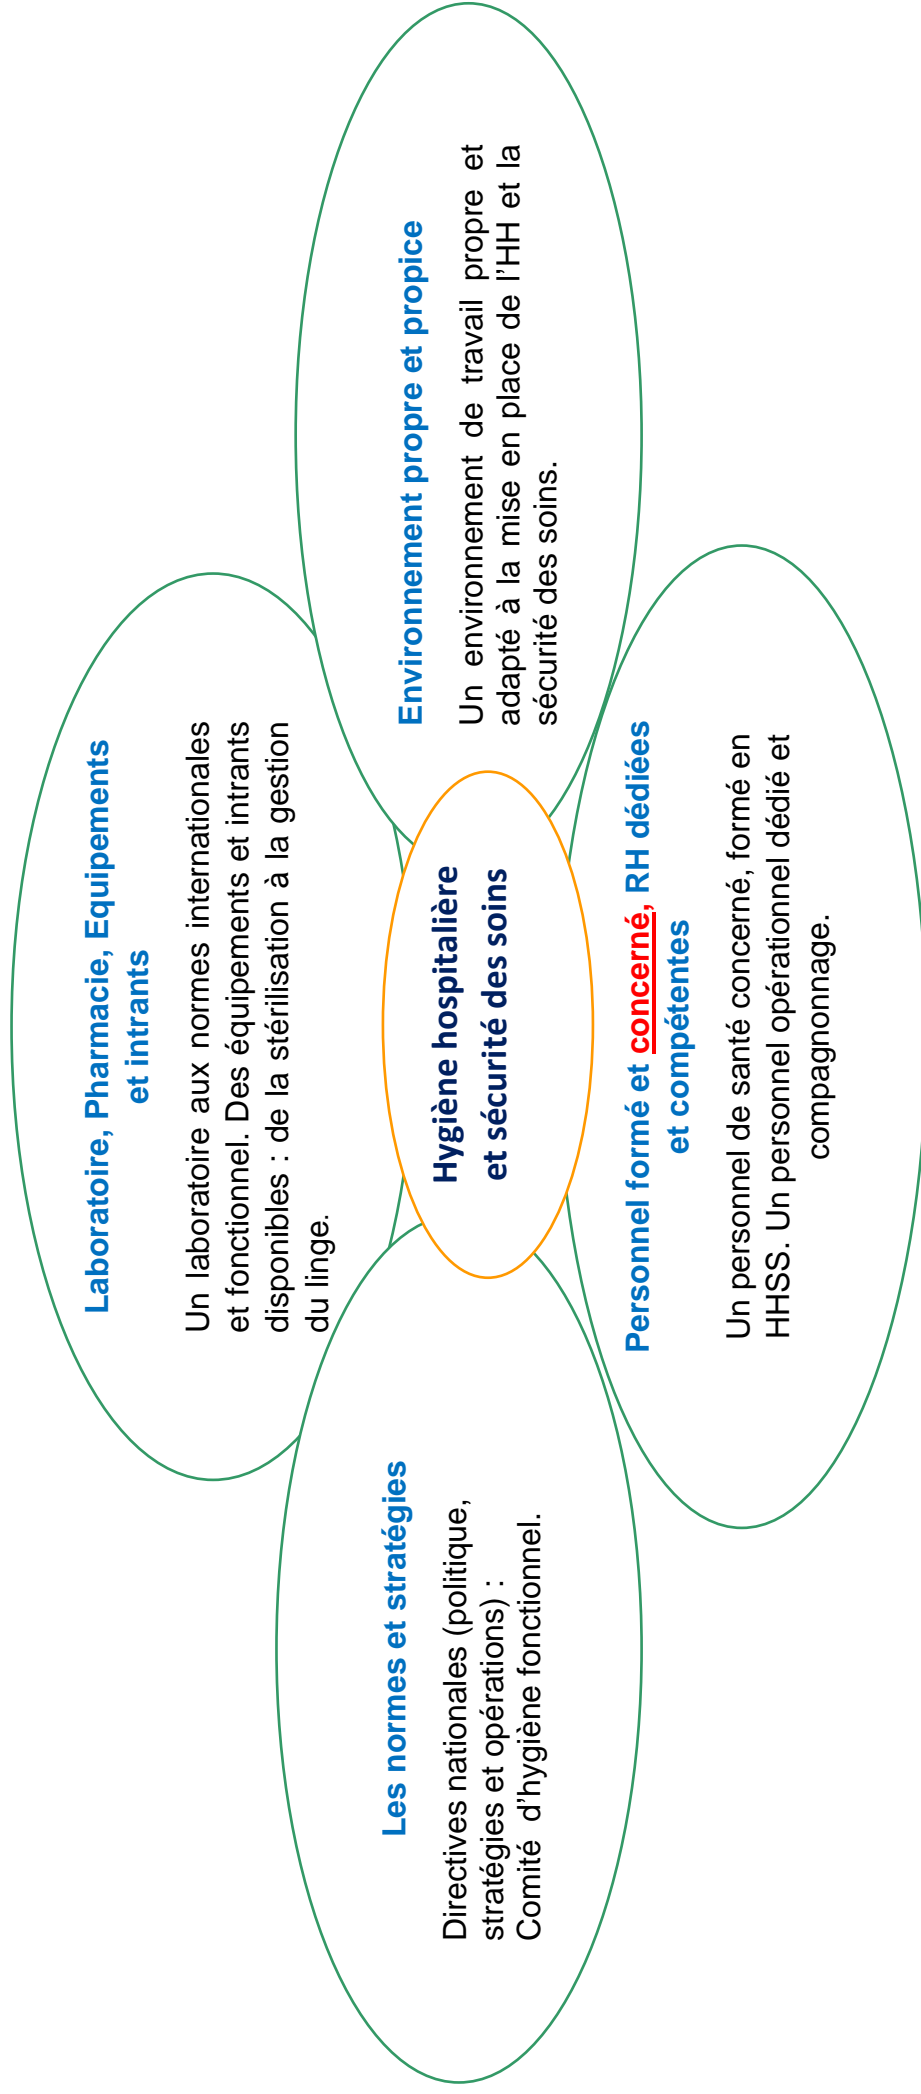 Laboratoire, Pharmacie, Equipements
et intrants
Un laboratoire aux normes internationales
et fonctionnel. Des équipements et intrants
disponibles : de la stérilisation à la gestion
du linge.
Les normes et stratégies
Directives nationales (politique,
stratégies et opérations) :
Comité d'hygiène fonctionnel.
Hygiène hospitalière
et sécurité des soins
Environnement propre et propice
Un environnement de travail propre et
adapté à la mise en place de l'HH et la
sécurité des soins.
Personnel formé et concerné, RH dédiées
et compétentes
Un personnel de santé concerné, formé en
HHSS. Un personnel opérationnel dédié et
compagnonnage.